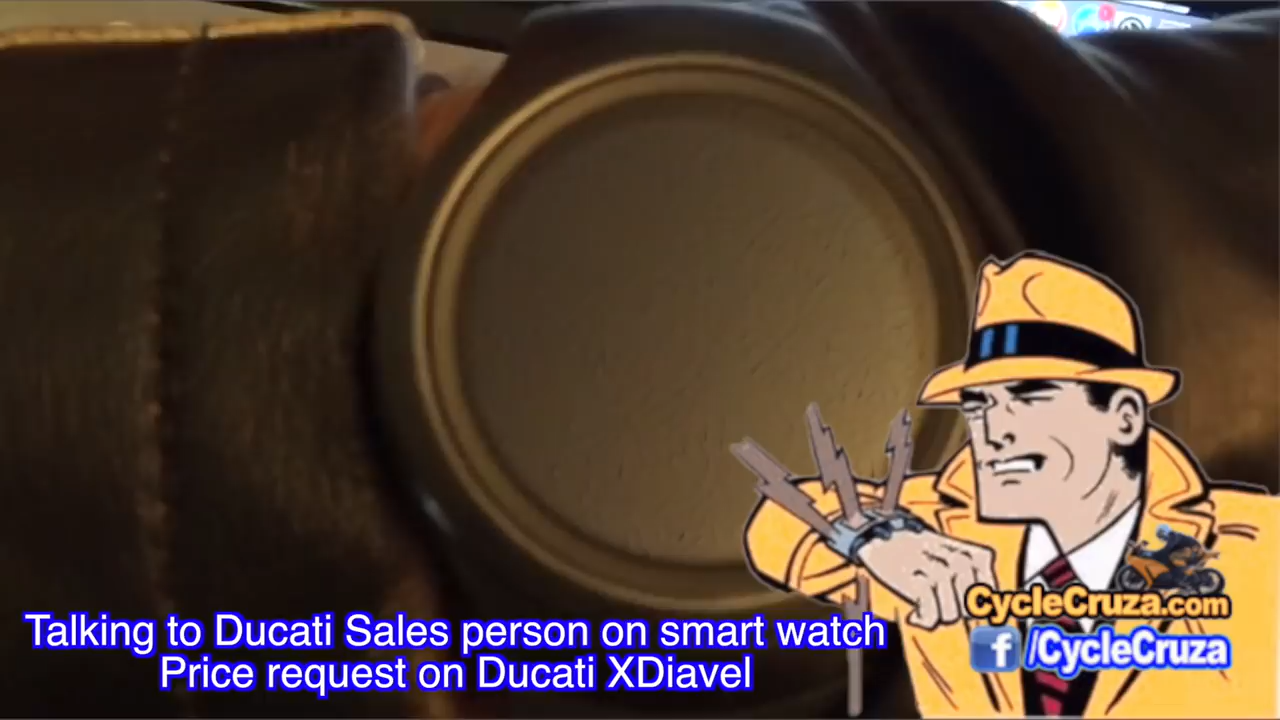 Talking to Ducati Sales person on smart watch
Price request on Ducati XDiavel
CycleCruza.com
f /CycleCruza